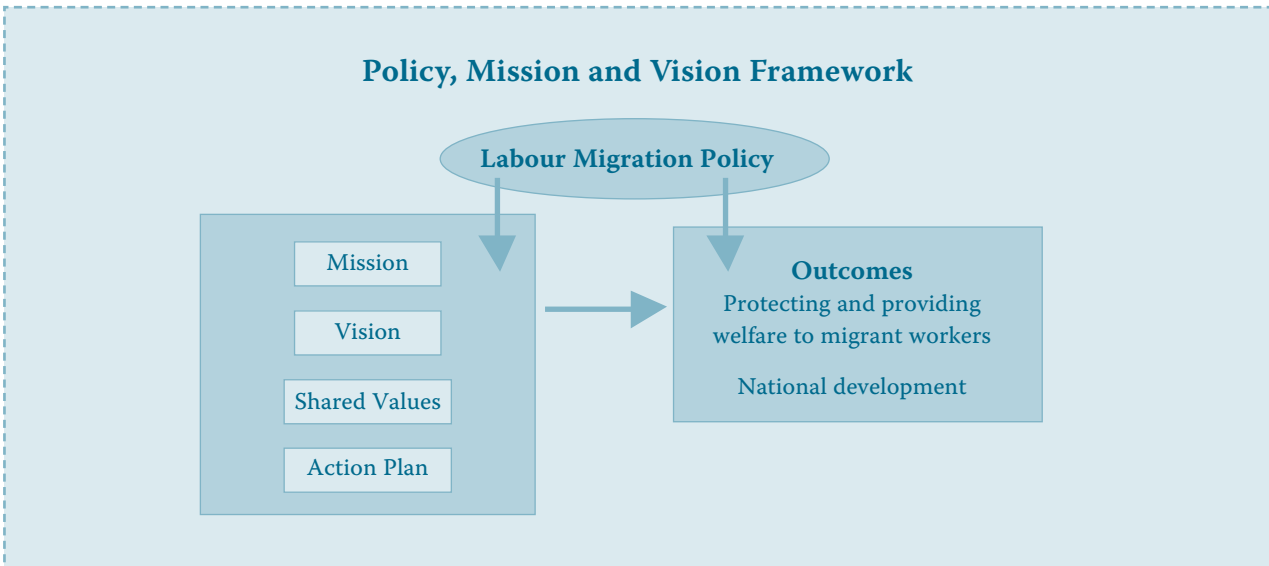 Policy, Mission and Vision Framework
Labour Migration Policy
Mission
Vision
Shared Values
Action Plan
Outcomes
Protecting and providing
welfare to migrant workers
National development